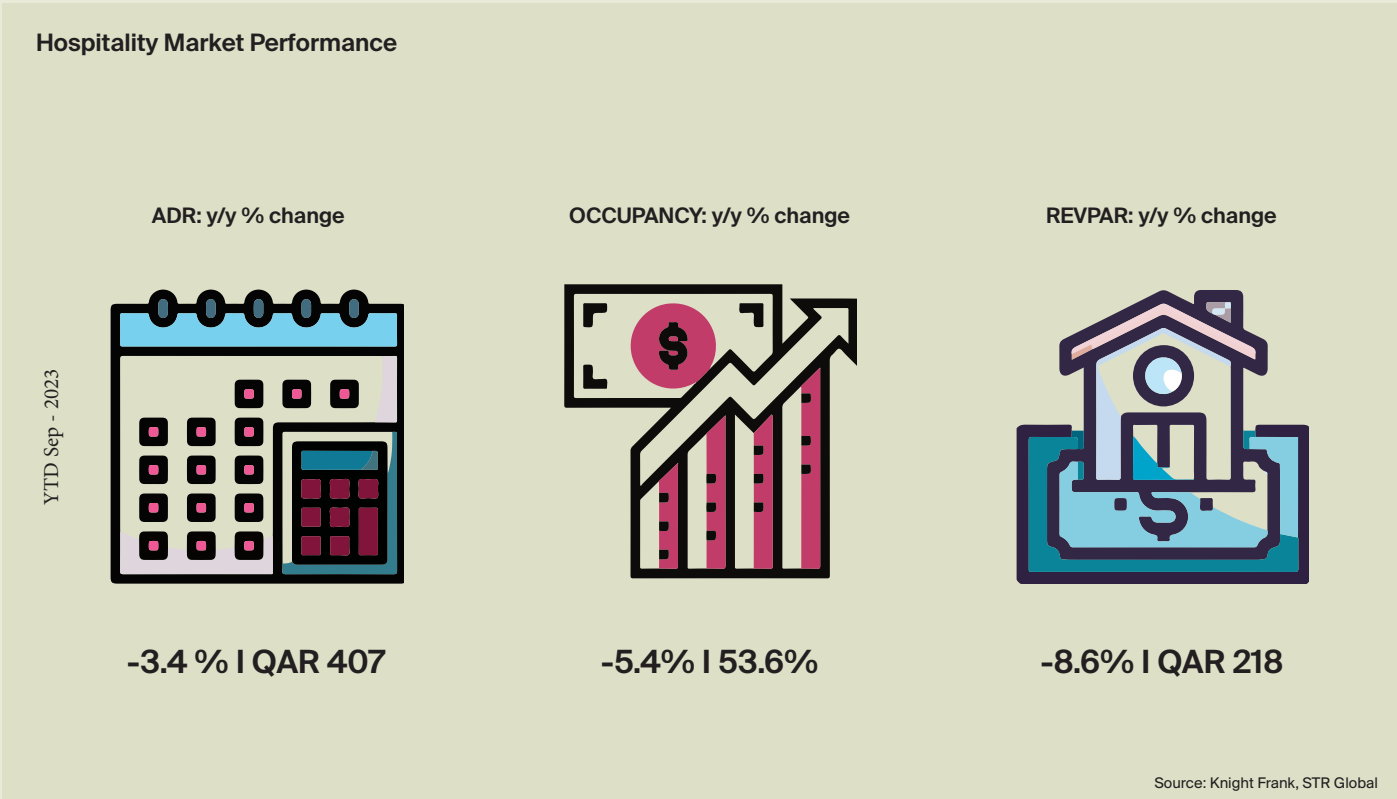 Hospitality Market Performance
ADR: y/y % change
OCCUPANCY: y/y % change
REVPAR: y/y % change
YTD Sep - 2023
$
$
-3.4 % I QAR 407
-5.4% I 53.6%
-8.6% I QAR 218
Source: Knight Frank, STR Global